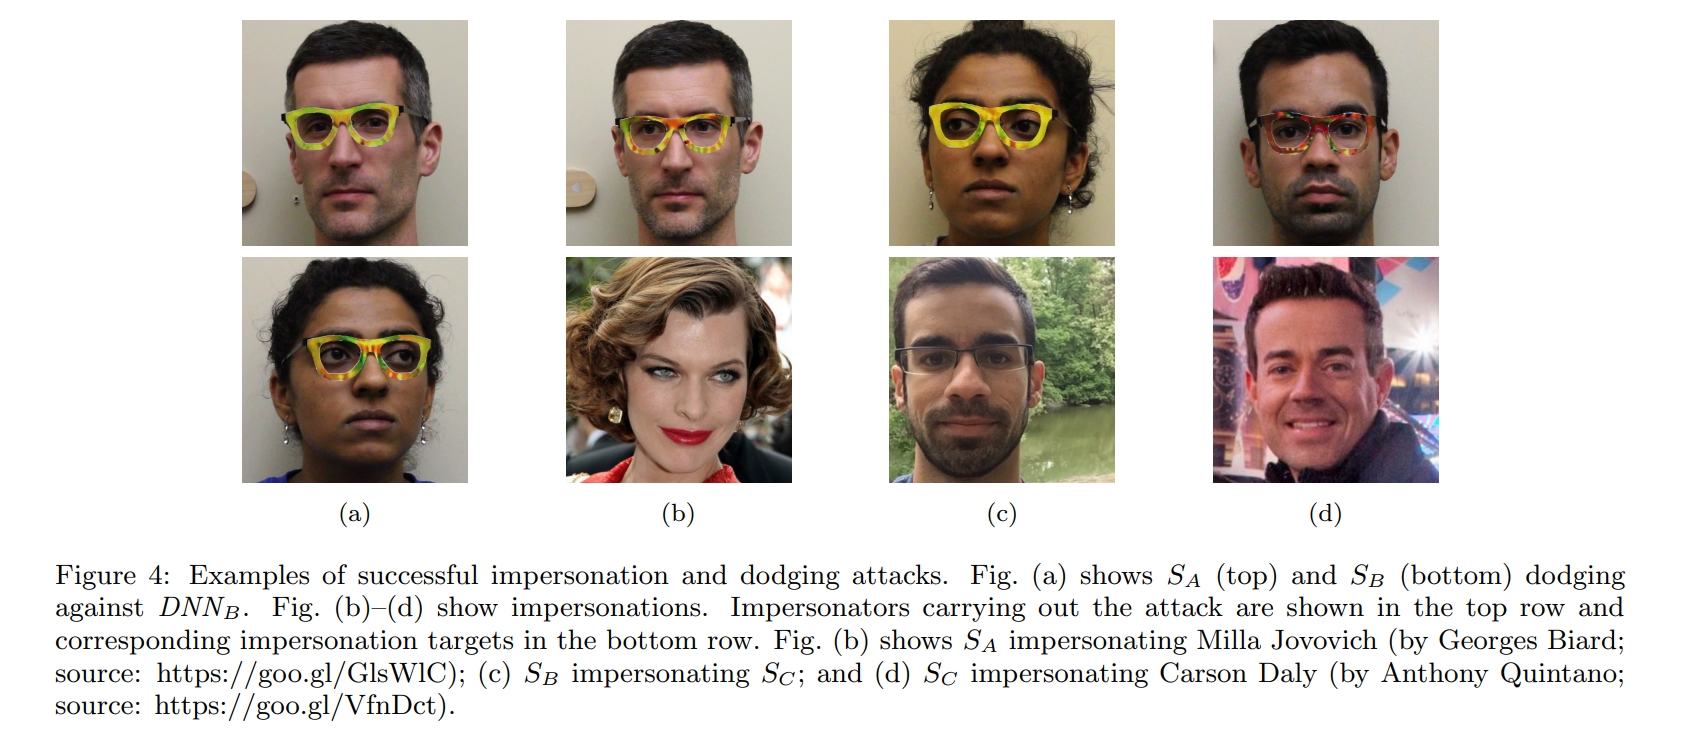 (a)
(b)
(c)
(d)
Figure 4: Examples of successful impersonation and dodging attacks. Fig. (a) shows S_A (top) and S_B (bottom) dodging
against DNN_B. Fig. (b)–(d) show impersonations. Impersonators carrying out the attack are shown in the top row and
corresponding impersonation targets in the bottom row. Fig. (b) shows S_A impersonating Milla Jovovich (by Georges Biard;
source: https://goo.gl/GlsWlC); (c) S_B impersonating S_C; and (d) S_C impersonating Carson Daly (by Anthony Quintano;
source: https://goo.gl/VfnDct).